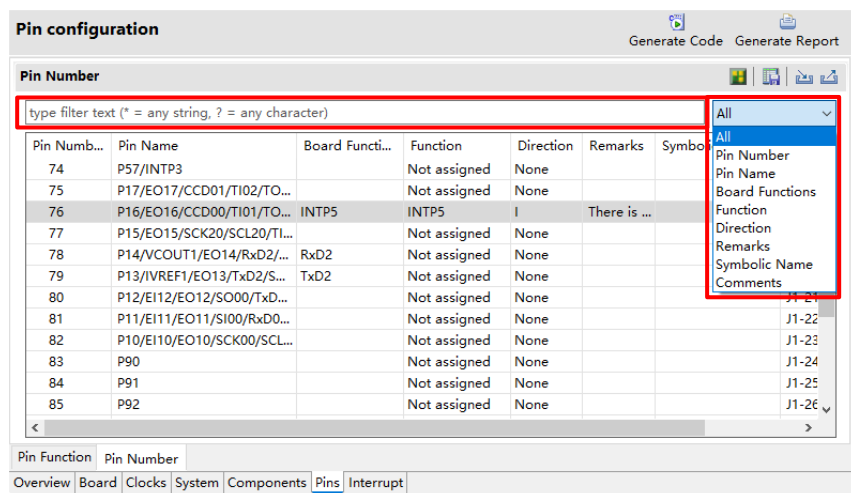 Pin configuration
Generate Code Generate Report
Pin Number
type filter text (* = any string, ? = any character) All
Pin Numb... Pin Name Board Functi... Function Direction Remarks Symboli
All
Pin Number
Pin Name
Board Functions
Function
Direction
Remarks
Symbolic Name
Comments
74 P57/INTP3 Not assigned None
75 P17/EO17/CCD01/TI02/TO... Not assigned None
76 P16/EO16/CCD00/TI01/TO... INTP5 INTP5 I There is ...
77 P15/EO15/SCK20/SCL20/TI... Not assigned None
78 P14/VCOUT1/EO14/RxD2/... RxD2 Not assigned None
79 P13/IVREF1/EO13/TxD2/S... TxD2 Not assigned None
80 P12/EI12/EO12/SO00/TxD... Not assigned None J1-21
81 P11/EI11/EO11/SI00/RxD0... Not assigned None J1-22
82 P10/EI10/EO10/SCK00/SCL... Not assigned None J1-23
83 P90 Not assigned None J1-24
84 P91 Not assigned None J1-25
85 P92 Not assigned None J1-26
Pin Function Pin Number
Overview Board Clocks System Components Pins Interrupt